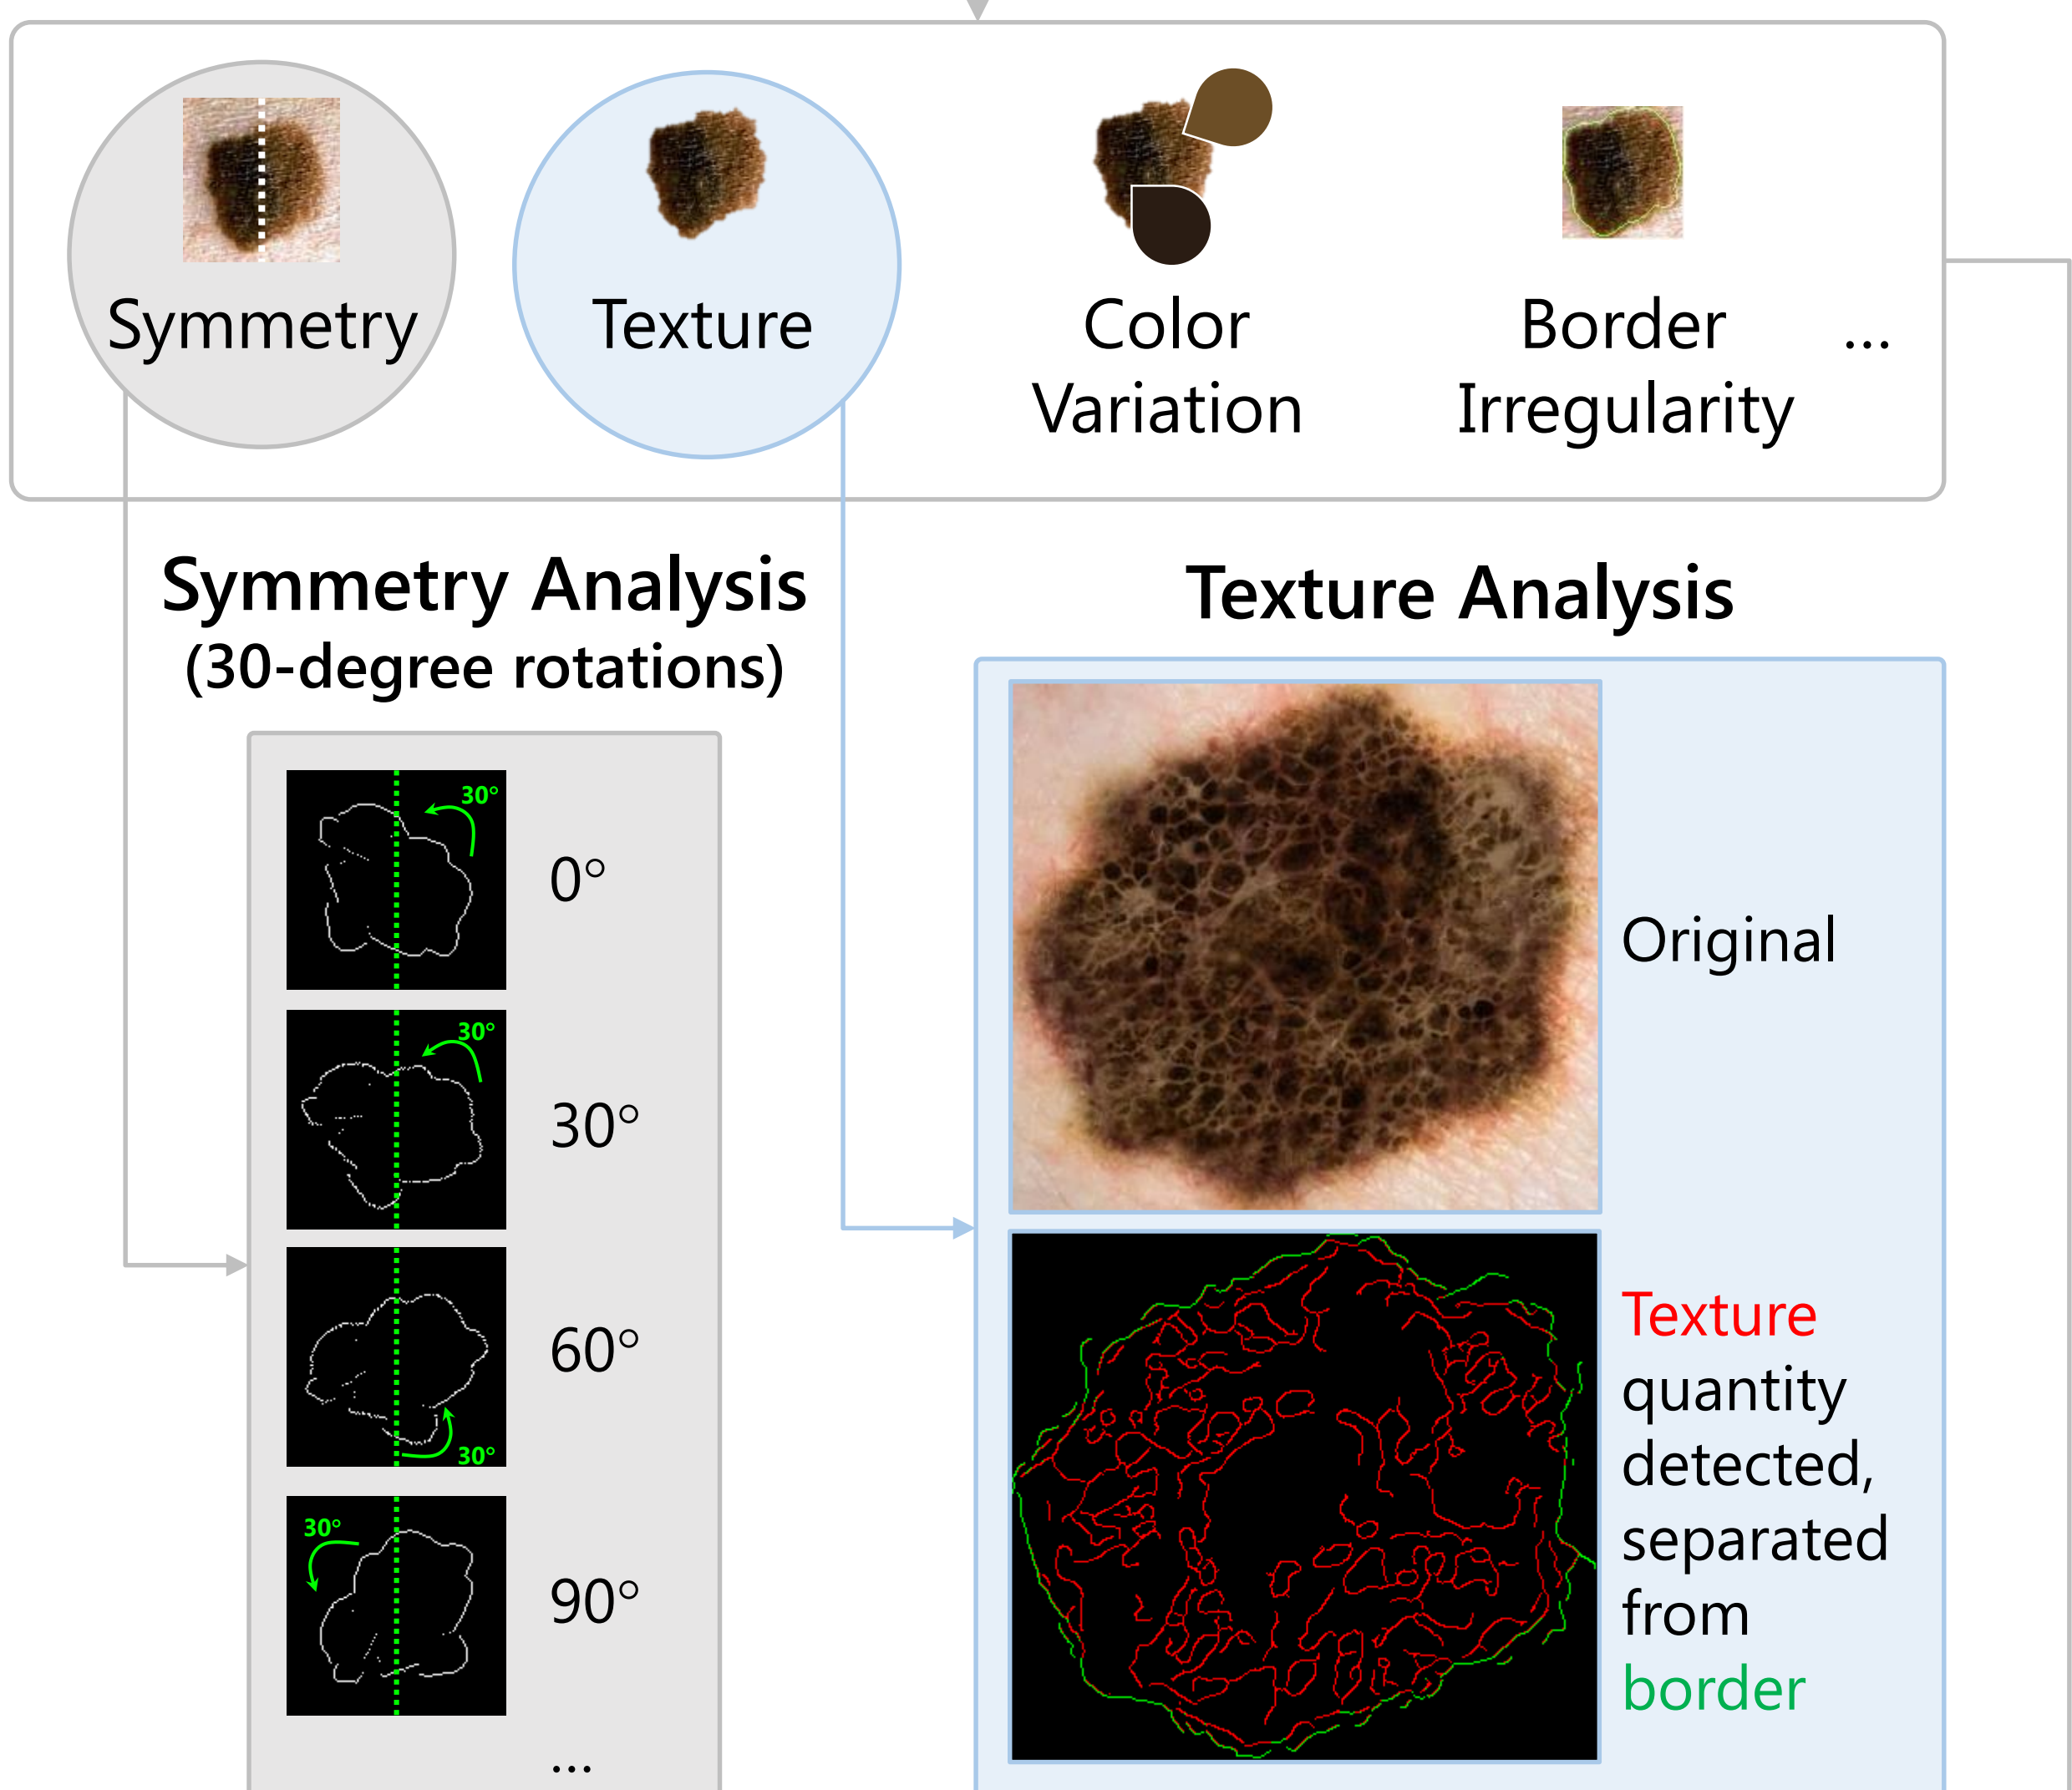 Symmetry
Texture
Color
Variation
Border
Irregularity
...
Symmetry Analysis
(30-degree rotations)
30°
0°
30°
30°
60°
30°
30°
90°
...
Texture Analysis
Original
Texture
quantity
detected,
separated
from
border